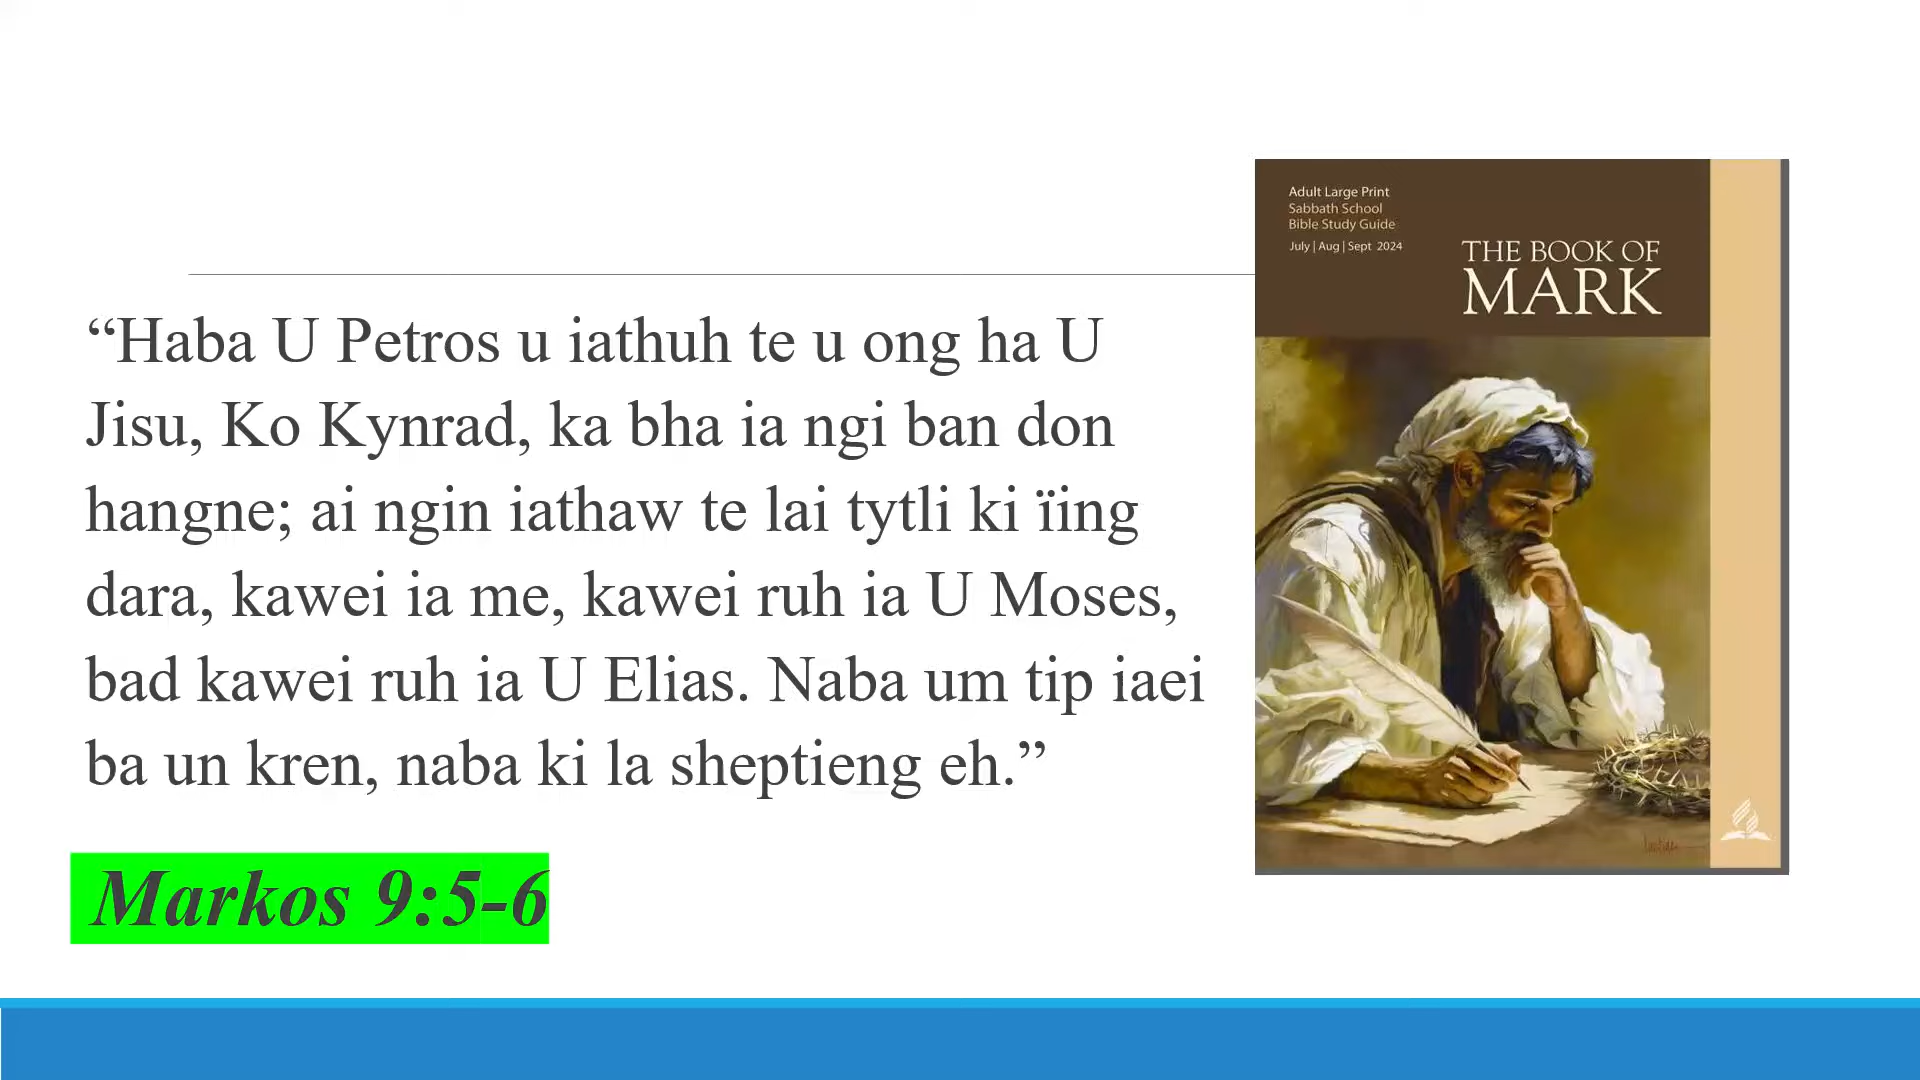 “Haba U Petros u iathuh te u ong ha U
Jisu, Ko Kynrad, ka bha ia ngi ban don
hangne; ai ngin iathaw te lai tytli ki ïing
dara, kawei ia me, kawei ruh ia U Moses,
bad kawei ruh ia U Elias. Naba um tip iaei
ba un kren, naba ki la sheptieng eh.”
Markos 9:5-6
Adult Large Print
Sabbath School
Bible Study Guide
July | Aug | Sept 2024
THE BOOK OF
MARK